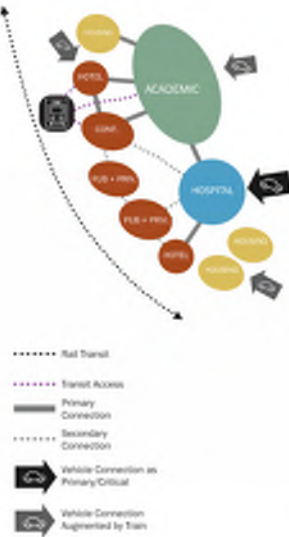 HOUSING
HOTEL
ACADEMIC
CONF.
PUB + PRIV.
HOSPITAL
PUB + PRIV.
HOTEL
HOUSING
HOUSING
Rail Transit
Transit Access
Primary
Connection
Secondary
Connection
Vehicle Connection as
Primary/Critical
Vehicle Connection
Augmented by Train